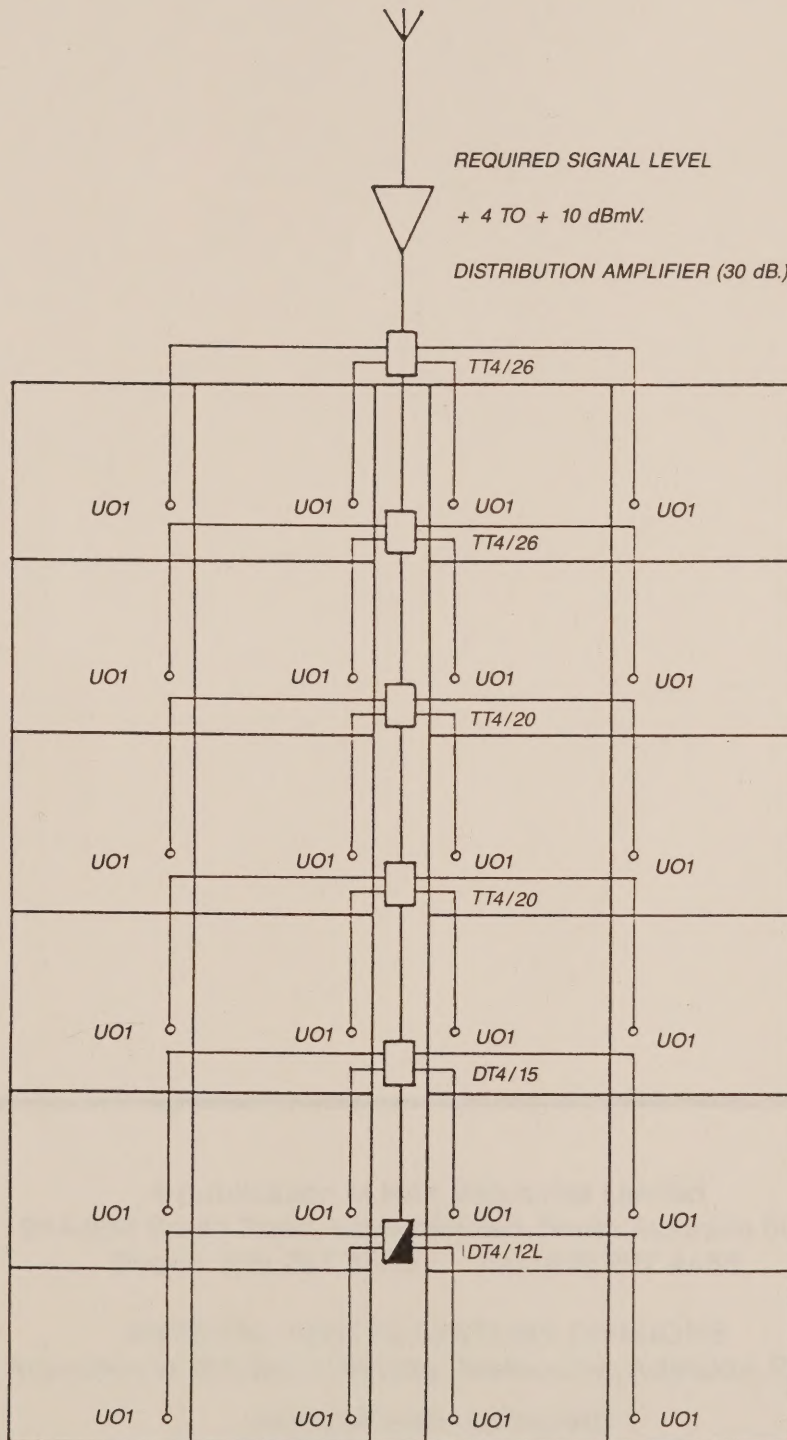 REQUIRED SIGNAL LEVEL
+ 4 TO + 10 dBmV.
DISTRIBUTION AMPLIFIER (30 dB.)
TT4/26
UO1 UO1 UO1 UO1
TT4/26
UO1 UO1 UO1 UO1
TT4/20
UO1 UO1 UO1 UO1
TT4/20
UO1 UO1 UO1 UO1
DT4/15
UO1 UO1 UO1 UO1
DT4/12L
UO1 UO1 UO1 UO1